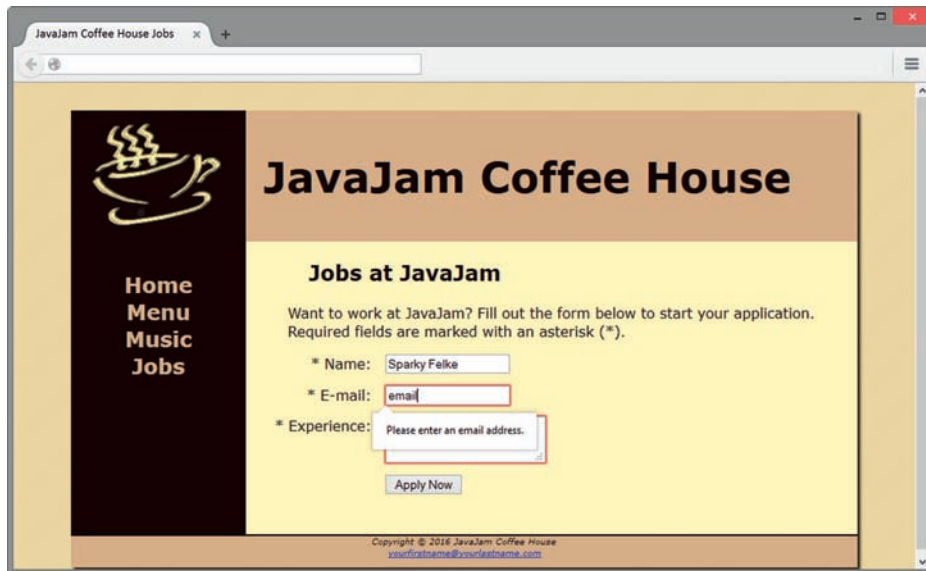 JavaJam Coffee House Jobs
JavaJam Coffee House
Home
Menu
Music
Jobs
Jobs at JavaJam
Want to work at JavaJam? Fill out the form below to start your application.
Required fields are marked with an asterisk (*).
* Name: Sparky Felke
* E-mail: email
* Experience:
Please enter an email address.
Apply Now
Copyright © 2016 JavaJam Coffee House
yourfirstname@yourlastname.com